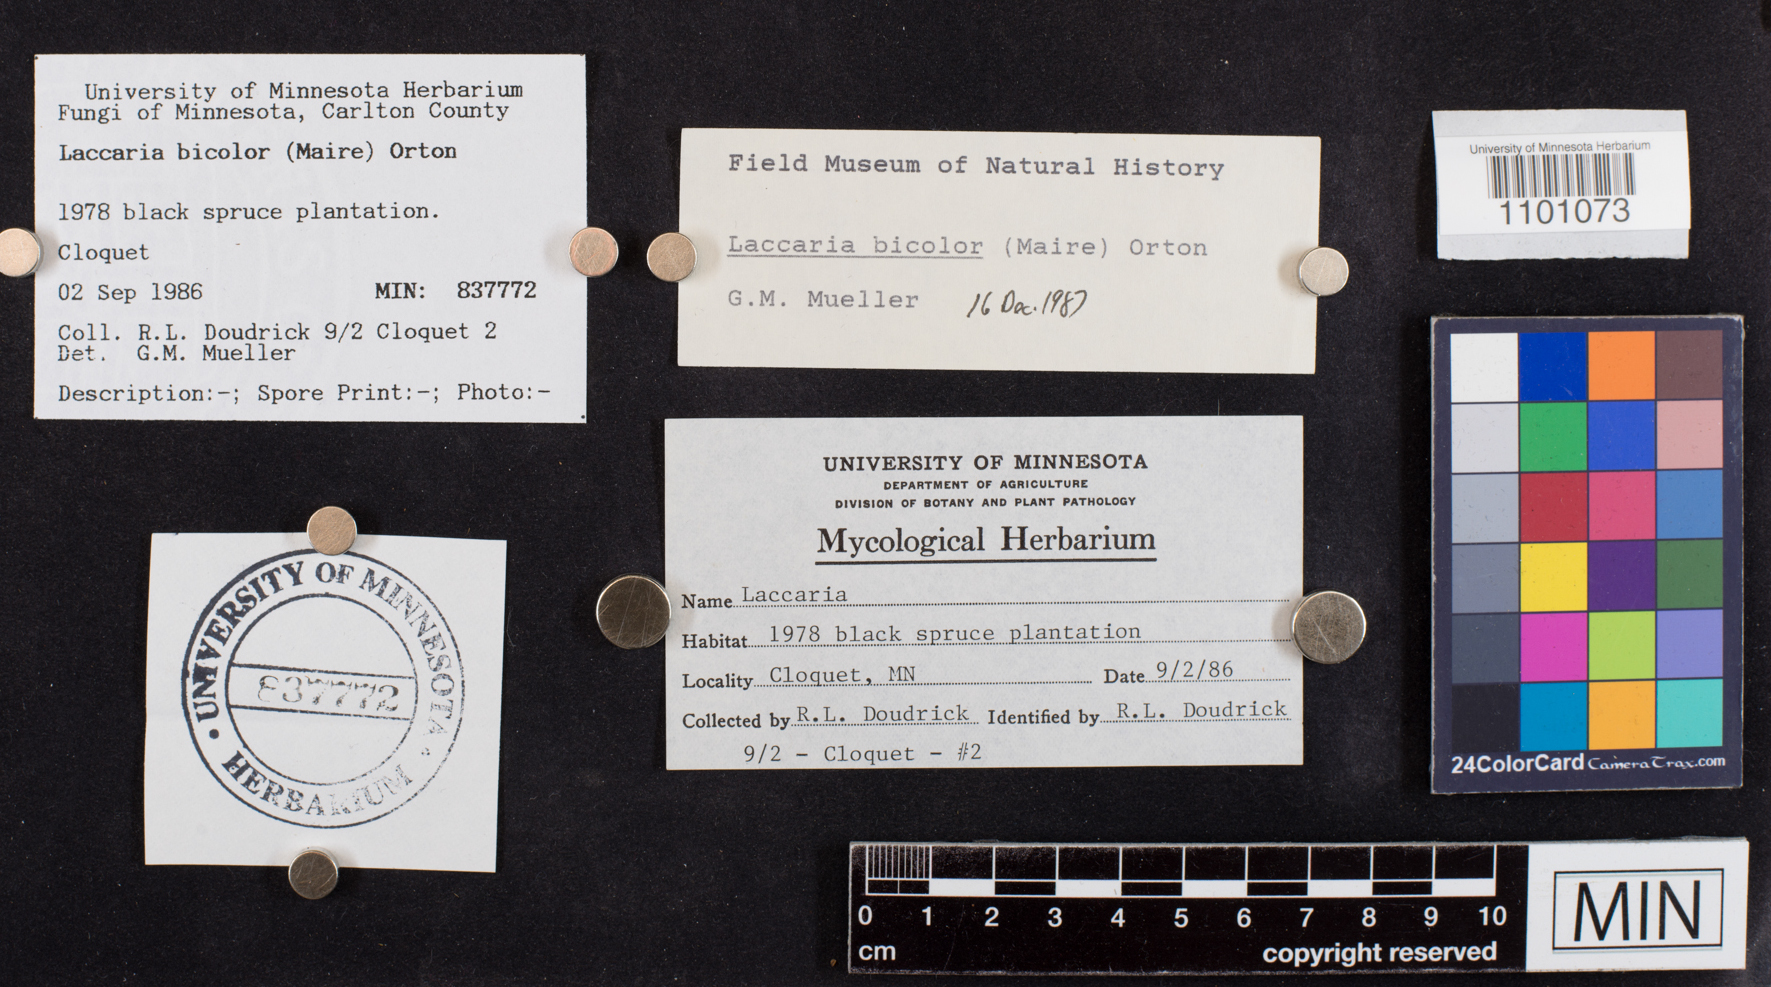 University of Minnesota Herbarium
Fungi of Minnesota, Carlton County
Laccaria bicolor (Maire) Orton
1978 black spruce plantation.
Cloquet
02 Sep 1986 MIN: 837772
Coll. R.L. Doudrick 9/2 Cloquet 2
Det. G.M. Mueller
Description:-; Spore Print:-; Photo:-
Field Museum of Natural History
Laccaria bicolor (Maire) Orton
G.M. Mueller 16 Dec. 1987
University of Minnesota Herbarium
1101073
UNIVERSITY OF MINNESOTA
837772
HERBARIUM
UNIVERSITY OF MINNESOTA
DEPARTMENT OF AGRICULTURE
DIVISION OF BOTANY AND PLANT PATHOLOGY
Mycological Herbarium
Name Laccaria
Habitat 1978 black spruce plantation
Locality Cloquet, MN Date 9/2/86
Collected by R.L. Doudrick Identified by R.L. Doudrick
9/2 - Cloquet - #2
24ColorCard CameraTrax.com
0 1 2 3 4 5 6 7 8 9 10
cm copyright reserved
MIN